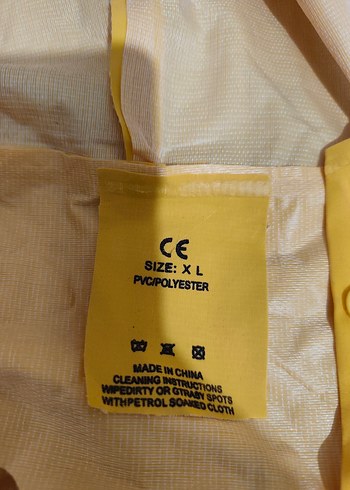 CE
SIZE: X L
PVC/POLYESTER
MADE IN CHINA
CLEANING INSTRUCTIONS
WIPEDIRTY OR GTRASY SPOTS
WITHPETROL SOAKED CLOTH